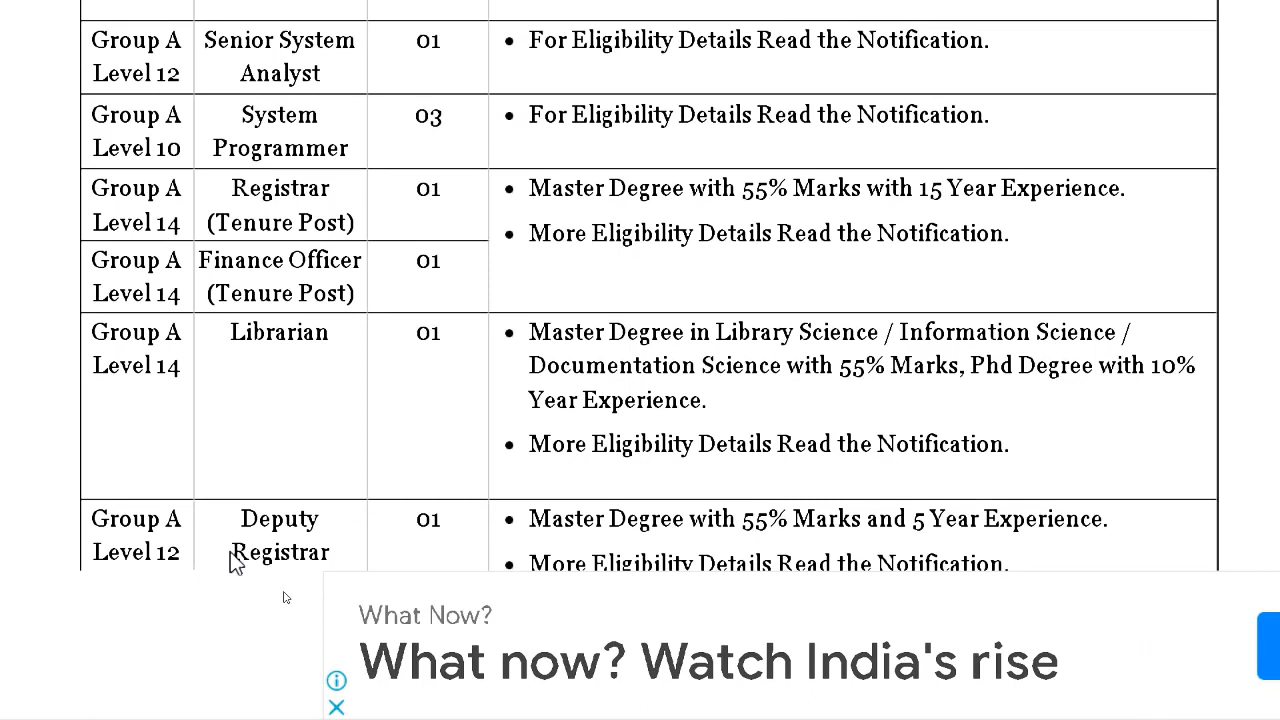 Group A Senior System 01 • For Eligibility Details Read the Notification.
Level 12 Analyst
Group A System 03 • For Eligibility Details Read the Notification.
Level 10 Programmer
Group A Registrar 01 • Master Degree with 55% Marks with 15 Year Experience.
Level 14 (Tenure Post) • More Eligibility Details Read the Notification.
Group A Finance Officer 01
Level 14 (Tenure Post)
Group A Librarian 01 • Master Degree in Library Science / Information Science /
Level 14 Documentation Science with 55% Marks, Phd Degree with 10%
Year Experience.
• More Eligibility Details Read the Notification.
Group A Deputy 01 • Master Degree with 55% Marks and 5 Year Experience.
Level 12 Registrar • More Eligibility Details Read the Notification.
What Now?
What now? Watch India's rise